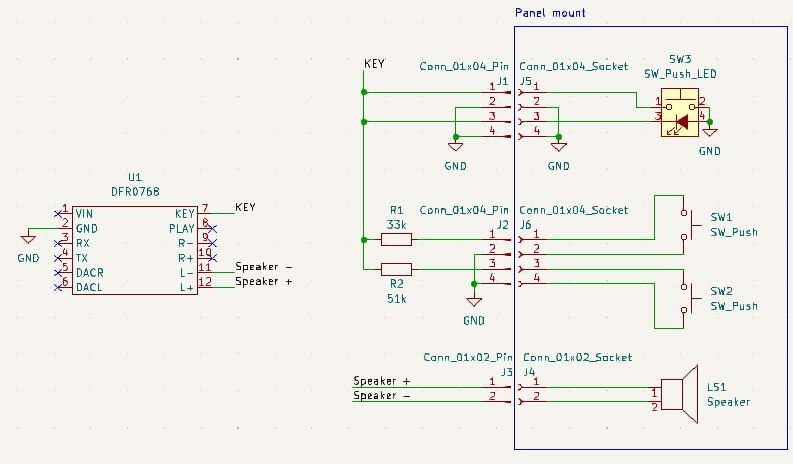 Panel mount
KEY
Conn_01x04_Pin
Conn_01x04_Socket
SW3
SW_Push_LED
J1
J5
1
1
2
2
3
3
4
4
1
2
3
4
GND
GND
GND
U1
DFR0768
1
VIN
KEY
7
KEY
2
GND
PLAY
8
3
RX
R-
9
4
TX
R+
10
5
DACR
L-
11
Speaker -
6
DACL
L+
12
Speaker +
GND
R1
33k
R2
51k
Conn_01x04_Pin
Conn_01x04_Socket
J2
J6
1
1
2
2
3
3
4
4
GND
SW1
SW_Push
SW2
SW_Push
Conn_01x02_Pin
Conn_01x02_Socket
J3
J4
Speaker +
1
1
Speaker -
2
2
1
2
LS1
Speaker